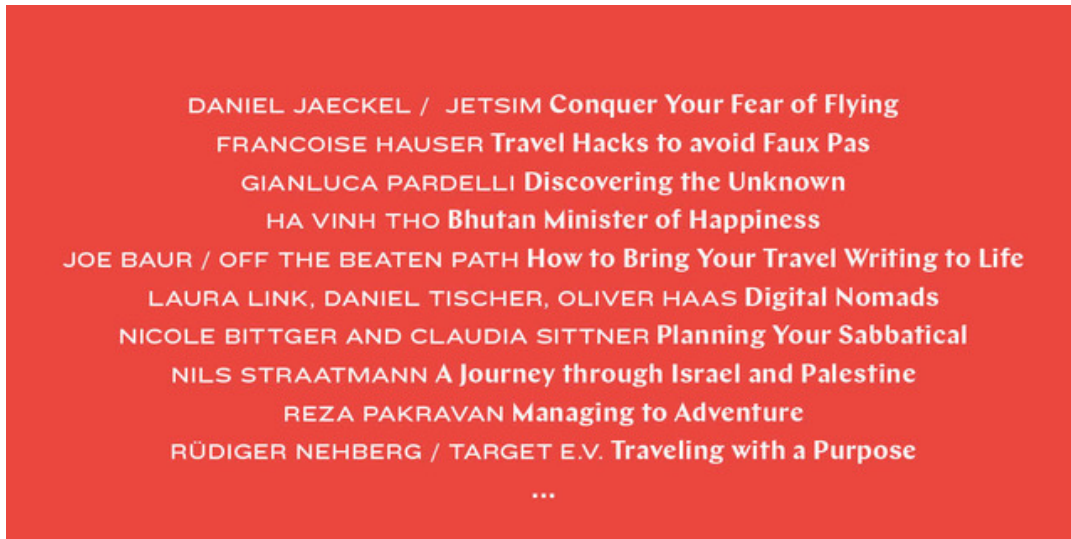 DANIEL JAECKEL / JETSIM Conquer Your Fear of Flying
FRANCOISE HAUSER Travel Hacks to avoid Faux Pas
GIANLUCA PARDELLI Discovering the Unknown
HA VINH THO Bhutan Minister of Happiness
JOE BAUR / OFF THE BEATEN PATH How to Bring Your Travel Writing to Life
LAURA LINK, DANIEL TISCHER, OLIVER HAAS Digital Nomads
NICOLE BITTGER AND CLAUDIA SITTNER Planning Your Sabbatical
NILS STRAATMANN A Journey through Israel and Palestine
REZA PAKRAVAN Managing to Adventure
RÜDIGER NEHBERG / TARGET E.V. Traveling with a Purpose
...